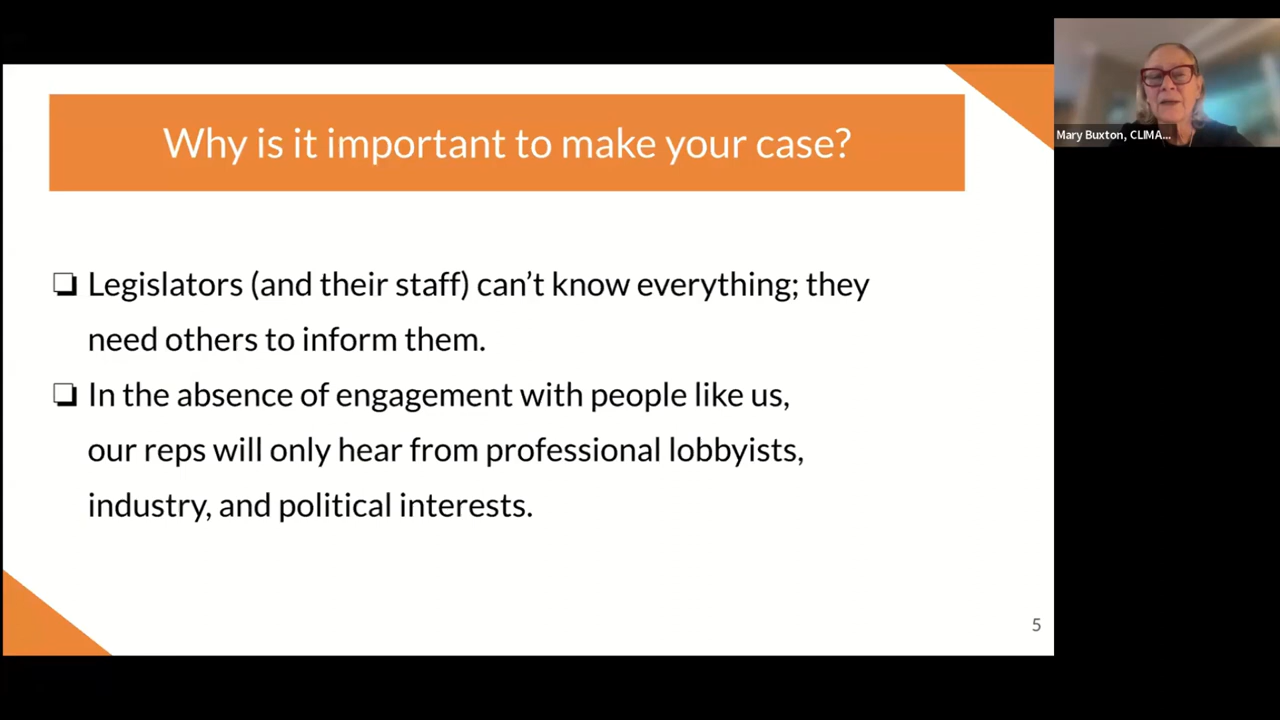 Why is it important to make your case?
Mary Buxton, CLIMA...
❏ Legislators (and their staff) can’t know everything; they
need others to inform them.
❏ In the absence of engagement with people like us,
our reps will only hear from professional lobbyists,
industry, and political interests.
5